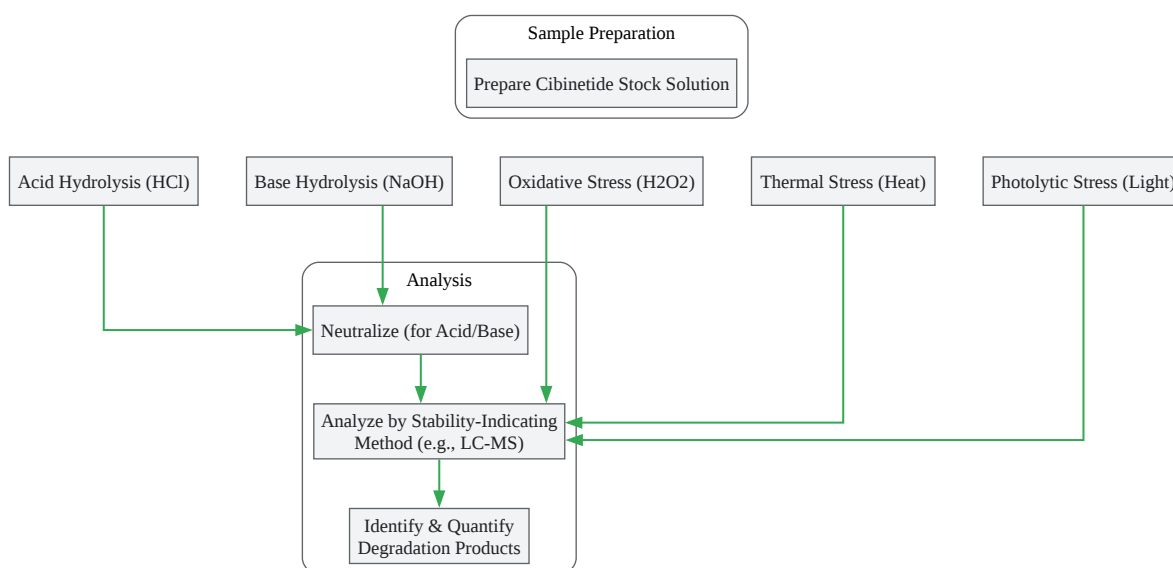 Sample Preparation
Prepare Cibinetide Stock Solution
Acid Hydrolysis (HCl)
Base Hydrolysis (NaOH)
Oxidative Stress (H2O2)
Thermal Stress (Heat)
Photolytic Stress (Light)
Analysis
Neutralize (for Acid/Base)
Analyze by Stability-Indicating
Method (e.g., LC-MS)
Identify & Quantify
Degradation Products